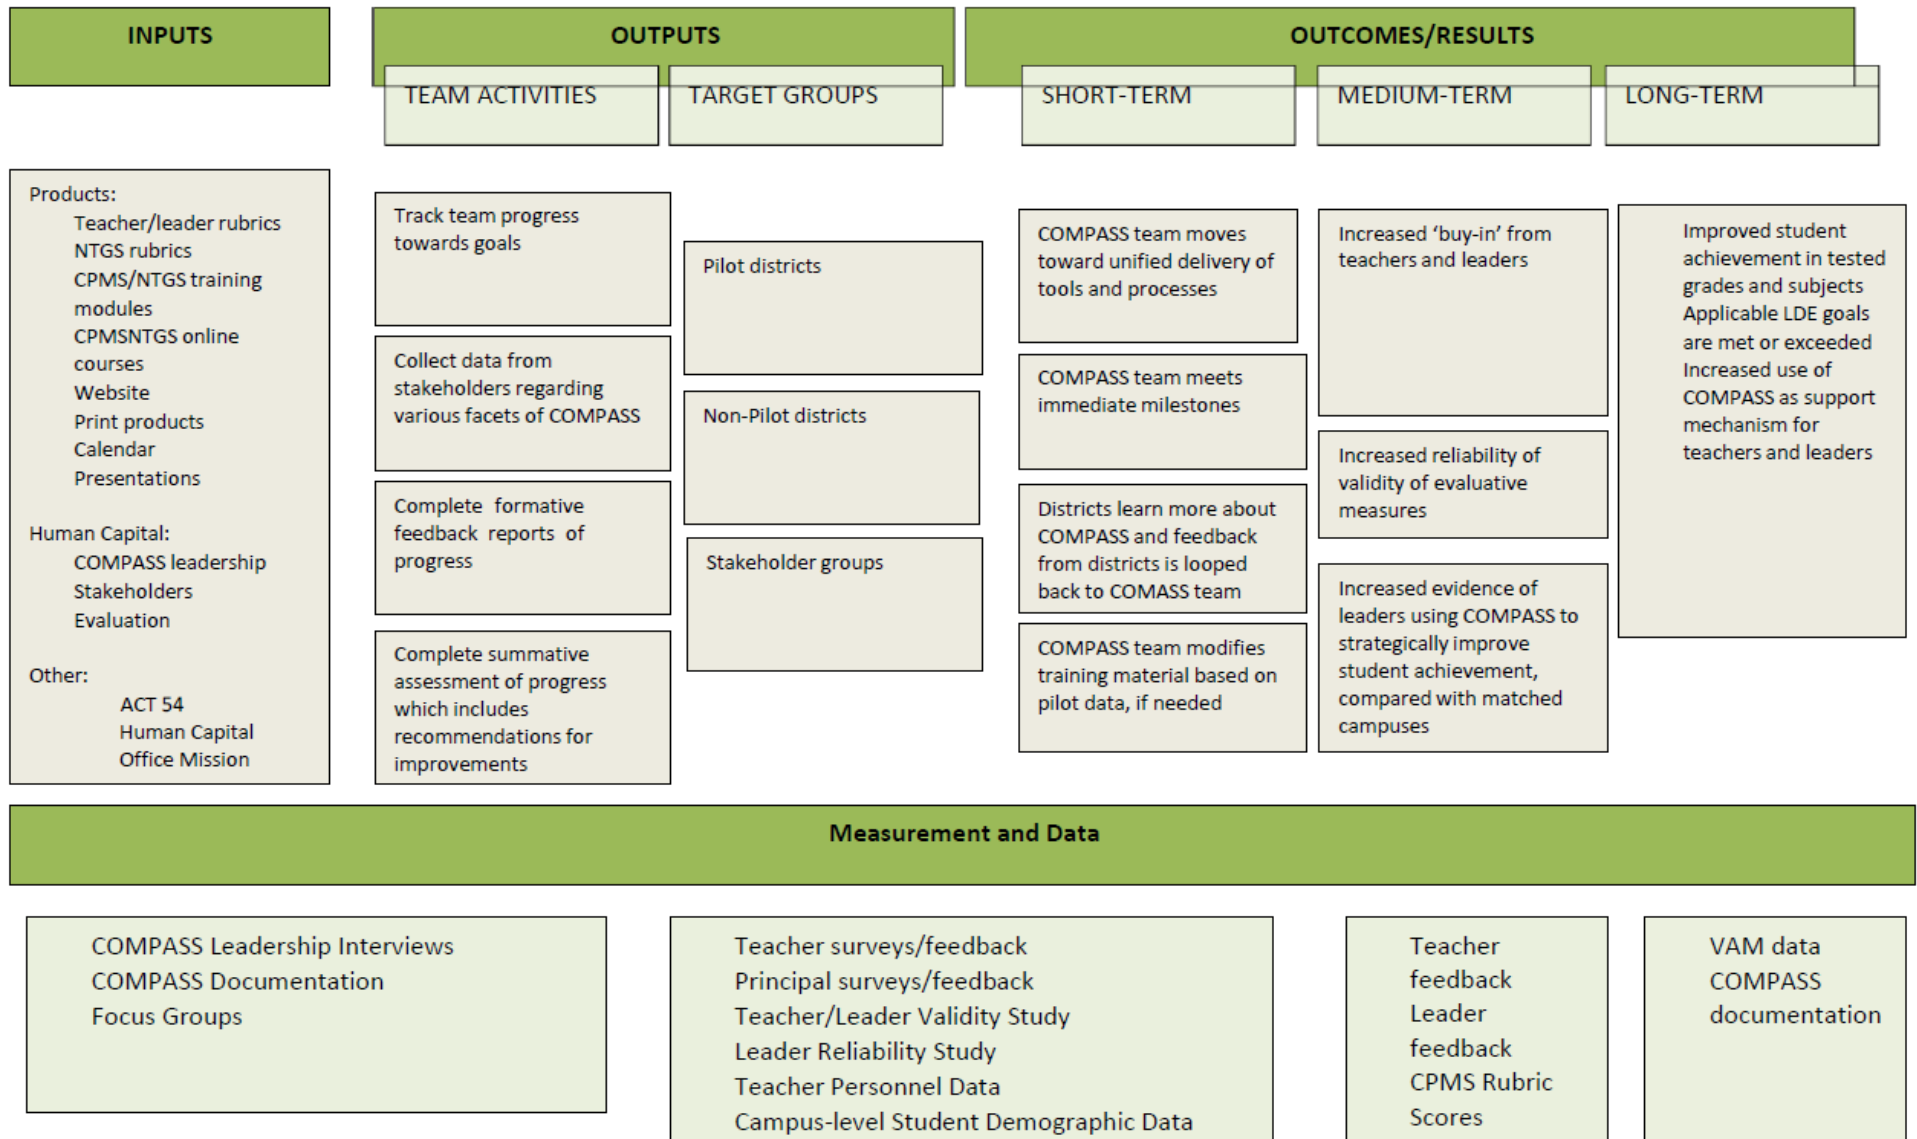 INPUTS
OUTPUTS
OUTCOMES/RESULTS
TEAM ACTIVITIES
TARGET GROUPS
SHORT-TERM
MEDIUM-TERM
LONG-TERM
Products:
Teacher/leader rubrics
NTGS rubrics
CPMS/NTGS training
modules
CPMSNTGS online
courses
Website
Print products
Calendar
Presentations
Human Capital:
COMPASS leadership
Stakeholders
Evaluation
Other:
ACT 54
Human Capital
Office Mission
Track team progress
towards goals
Collect data from
stakeholders regarding
various facets of COMPASS
Complete formative
feedback reports of
progress
Complete summative
assessment of progress
which includes
recommendations for
improvements
Pilot districts
Non-Pilot districts
Stakeholder groups
COMPASS team moves
toward unified delivery of
tools and processes
COMPASS team meets
immediate milestones
Districts learn more about
COMPASS and feedback
from districts is looped
back to COMASS team
COMPASS team modifies
training material based on
pilot data, if needed
Increased ‘buy-in’ from
teachers and leaders
Increased reliability of
validity of evaluative
measures
Increased evidence of
leaders using COMPASS to
strategically improve
student achievement,
compared with matched
campuses
Improved student
achievement in tested
grades and subjects
Applicable LDE goals
are met or exceeded
Increased use of
COMPASS as support
mechanism for
teachers and leaders
Measurement and Data
COMPASS Leadership Interviews
COMPASS Documentation
Focus Groups
Teacher surveys/feedback
Principal surveys/feedback
Teacher/Leader Validity Study
Leader Reliability Study
Teacher Personnel Data
Campus-level Student Demographic Data
Teacher
feedback
Leader
feedback
CPMS Rubric
Scores
VAM data
COMPASS
documentation